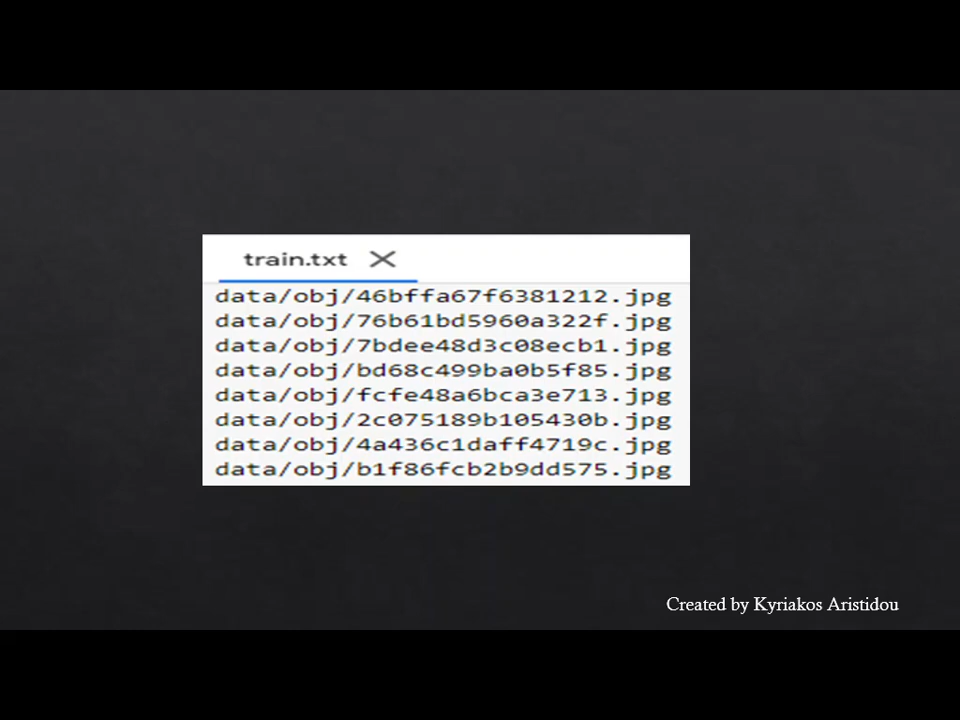 train.txt
data/obj/46bffa67f6381212.jpg
data/obj/76b61bd5960a322f.jpg
data/obj/7bdee48d3c08ecb1.jpg
data/obj/bd68c499ba0b5f85.jpg
data/obj/fcfe48a6bca3e713.jpg
data/obj/2c075189b105430b.jpg
data/obj/4a436c1daff4719c.jpg
data/obj/b1f86fcb2b9dd575.jpg
Created by Kyriakos Aristidou